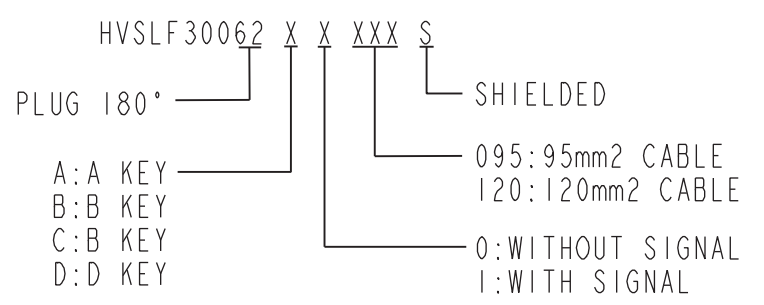 HVSLF30062 X X XXX S
SHIELDED
PLUG 180°
095:95mm2 CABLE
120:120mm2 CABLE
A:A KEY
B:B KEY
C:B KEY
D:D KEY
0:WITHOUT SIGNAL
1:WITH SIGNAL